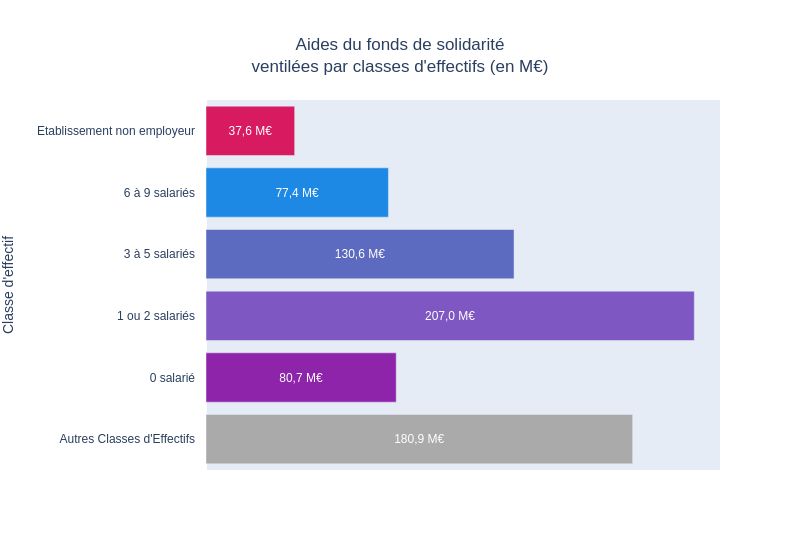 Aides du fonds de solidarité
ventilées par classes d'effectifs (en M€)
Classe d'effectif
Etablissement non employeur
37,6 M€
6 à 9 salariés
77,4 M€
3 à 5 salariés
130,6 M€
1 ou 2 salariés
207,0 M€
0 salarié
80,7 M€
Autres Classes d'Effectifs
180,9 M€